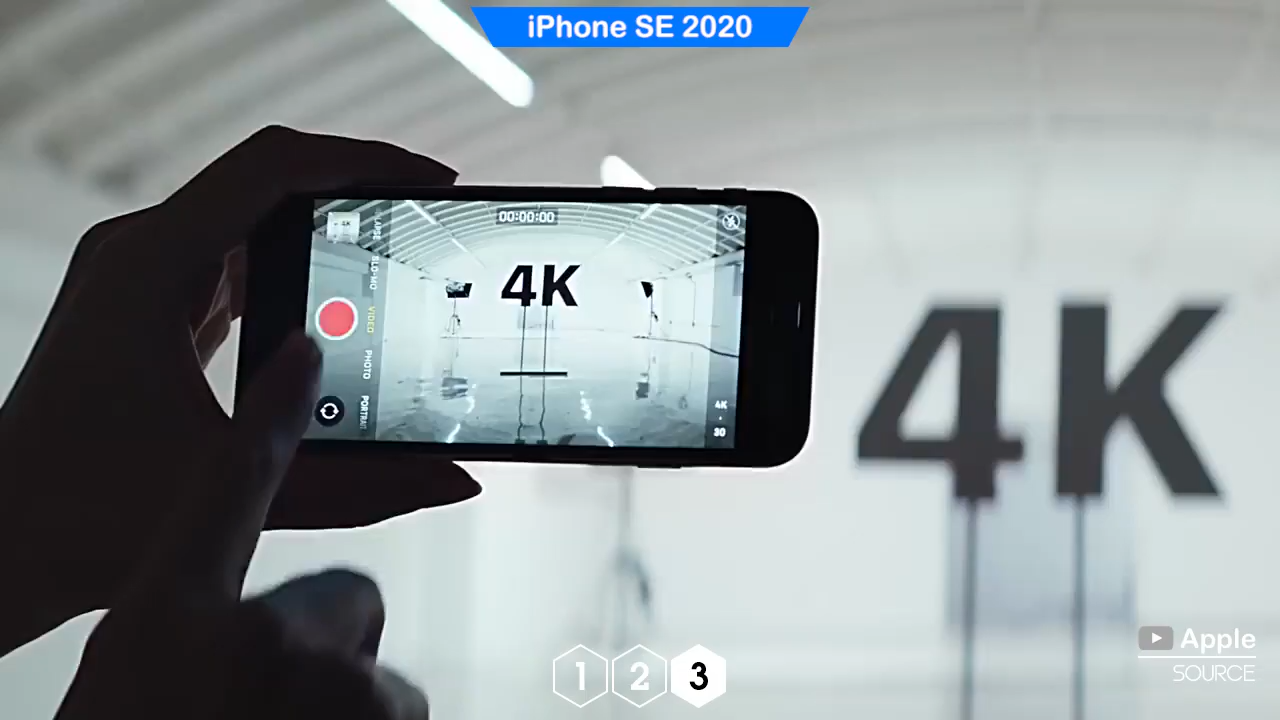 iPhone SE 2020
00:00:00
4K
LAPSE
SLO-MO
VIDEO
PHOTO
PORTRAIT
4K
30
4K
1 2 3
Apple
SOURCE